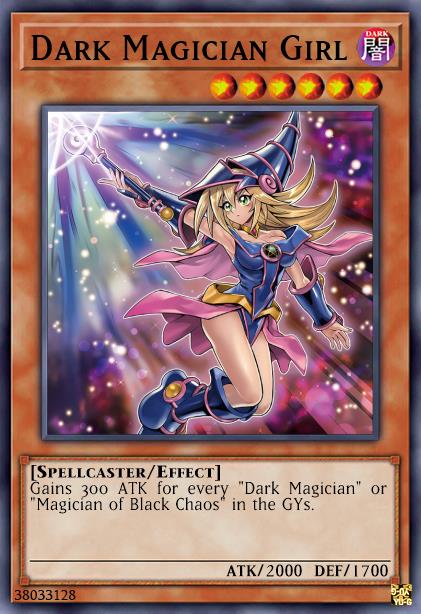 DARK MAGICIAN GIRL
DARK
闇
[SPELLCASTER/EFFECT]
Gains 300 ATK for every "Dark Magician" or
"Magician of Black Chaos" in the GYs.
ATK/2000 DEF/1700
38033128